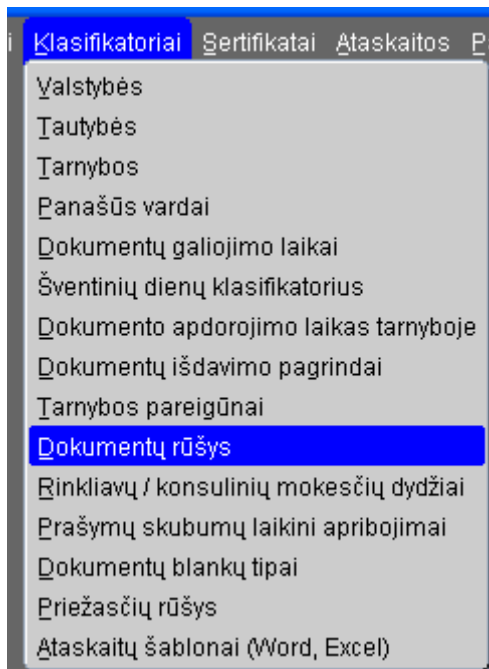 i Klasifikatoriai Sertifikatai Ataskaitos P
Valstybės
Tautybės
Tarnybos
Panašūs vardai
Dokumentų galiojimo laikai
Šventinių dienų klasifikatorius
Dokumento apdorojimo laikas tarnyboje
Dokumentų išdavimo pagrindai
Tarnybos pareigūnai
Dokumentų rūšys
Rinkliavų / konsulinių mokesčių dydžiai
Prašymų skubumų laikini apribojimai
Dokumentų blankų tipai
Priežasčių rūšys
Ataskaitų šablonai (Word, Excel)